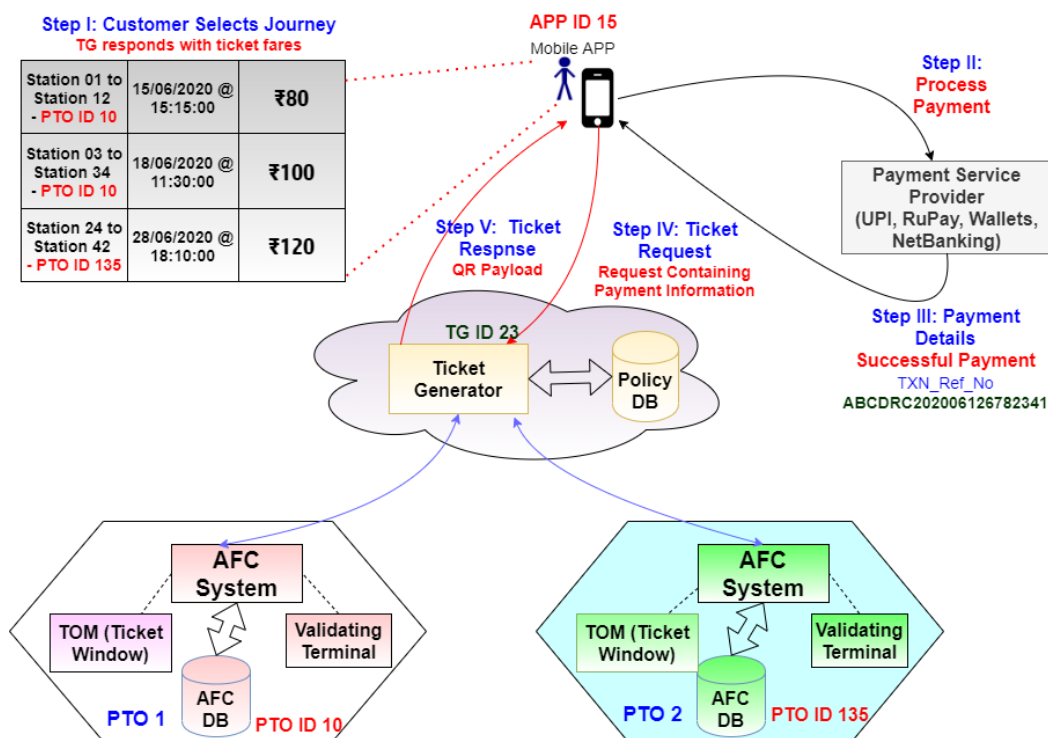 Step I: Customer Selects Journey
TG responds with ticket fares
Station 01 to
Station 12
- PTO ID 10
15/06/2020 @
15:15:00
₹80
Station 03 to
Station 34
- PTO ID 10
18/06/2020 @
11:30:00
₹100
Station 24 to
Station 42
- PTO ID 135
28/06/2020 @
18:10:00
₹120
APP ID 15
Mobile APP
Step II:
Process
Payment
Payment Service
Provider
(UPI, RuPay, Wallets,
NetBanking)
Step III: Payment
Details
Successful Payment
TXN_Ref_No
ABCDRC202006126782341
Step V: Ticket
Respnse
QR Payload
Step IV: Ticket
Request
Request Containing
Payment Information
TG ID 23
Ticket
Generator
Policy
DB
AFC
System
TOM (Ticket
Window)
Validating
Terminal
AFC
DB
PTO 1
PTO ID 10
AFC
System
TOM (Ticket
Window)
Validating
Terminal
AFC
DB
PTO 2
PTO ID 135